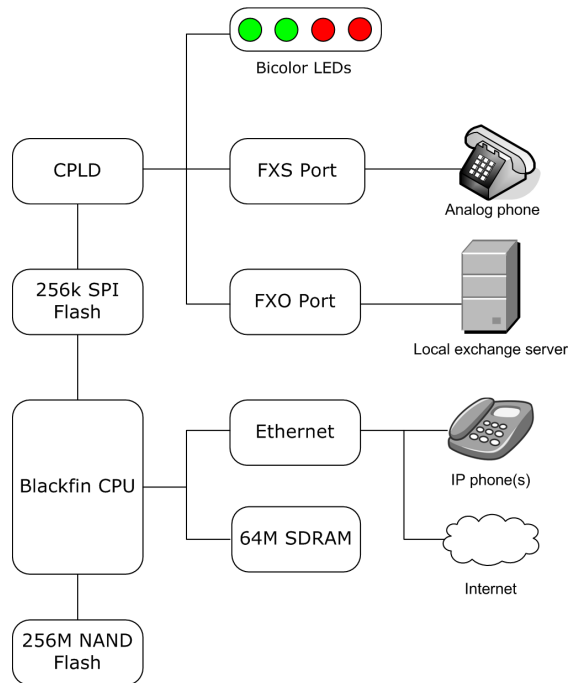 Bicolor LEDs
CPLD
FXS Port
Analog phone
256k SPI
Flash
FXO Port
Local exchange server
Blackfin CPU
Ethernet
IP phone(s)
64M SDRAM
Internet
256M NAND
Flash